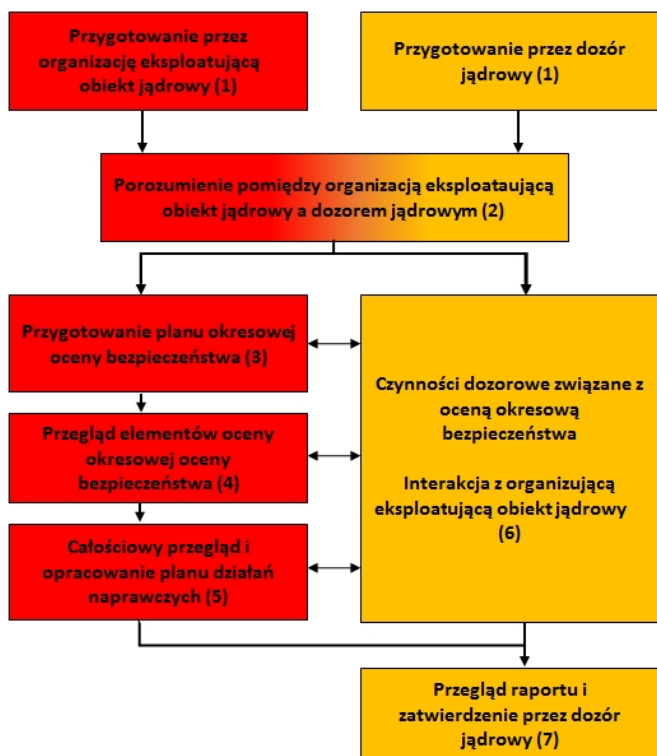 Przygotowanie przez
organizację eksploatującą
obiekt jądrowy (1)
Przygotowanie przez dozór
jądrowy (1)
Porozumienie pomiędzy organizacją eksploataującą
obiekt jądrowy a dozorem jądrowym (2)
Przygotowanie planu okresowej
oceny bezpieczeństwa (3)
Przegląd elementów oceny
okresowej oceny
bezpieczeństwa (4)
Całościowy przegląd i
opracowanie planu działań
naprawczych (5)
Czynności dozorowe związane z
oceną okresową
bezpieczeństwa
Interakcja z organizującą
eksploatującą obiekt jądrowy
(6)
Przegląd raportu i
zatwierdzenie przez dozór
jądrowy (7)